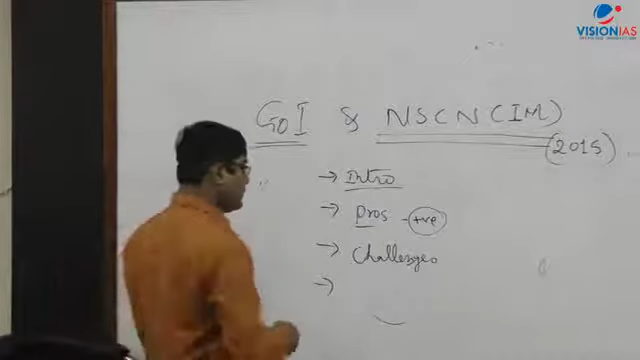 VISIONIAS
GOI & NSCN (IM)
(2015)
→ Intro
→ Pros - +ve
→ Challenges
→